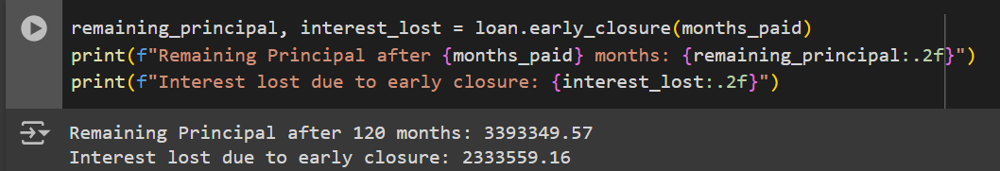 remaining_principal, interest_lost = loan.early_closure(months_paid)
print(f"Remaining Principal after {months_paid} months: {remaining_principal:.2f}")
print(f"Interest lost due to early closure: {interest_lost:.2f}")
Remaining Principal after 120 months: 3393349.57
Interest lost due to early closure: 2333559.16